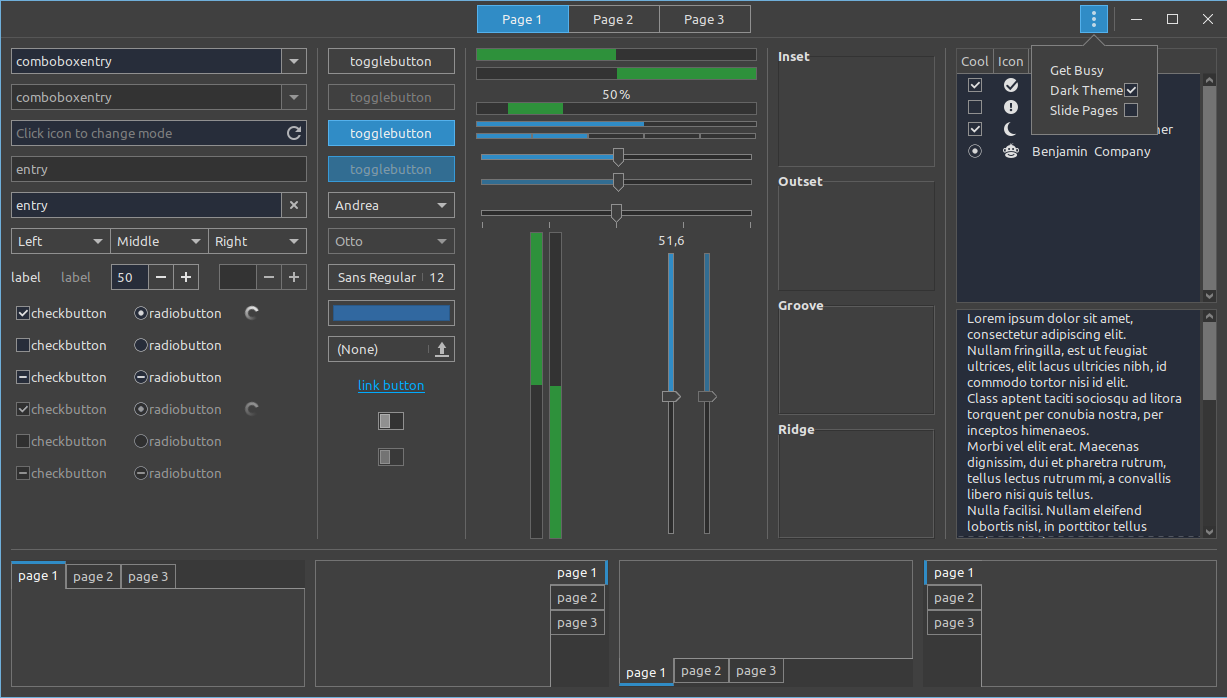 Page 1
Page 2
Page 3
comboboxentry
comboboxentry
Click icon to change mode
entry
entry
Left
Middle
Right
label
label
50
checkbutton
radiobutton
checkbutton
radiobutton
checkbutton
radiobutton
checkbutton
radiobutton
checkbutton
radiobutton
checkbutton
radiobutton
togglebutton
togglebutton
togglebutton
togglebutton
Andrea
Otto
Sans Regular
12
(None)
link button
50 %
51,6
Inset
Outset
Groove
Ridge
Cool
Icon
Get Busy
Dark Theme
Slide Pages
Benjamin Company
Lorem ipsum dolor sit amet,
consectetur adipiscing elit.
Nullam fringilla, est ut feugiat
ultrices, elit lacus ultricies nibh, id
commodo tortor nisi id elit.
Class aptent taciti sociosqu ad litora
torquent per conubia nostra, per
inceptos himenaeos.
Morbi vel elit erat. Maecenas
dignissim, dui et pharetra rutrum,
tellus lectus rutrum mi, a convallis
libero nisi quis tellus.
Nulla facilisi. Nullam eleifend
lobortis nisl, in porttitor tellus
page 1
page 2
page 3
page 1
page 2
page 3
page 1
page 2
page 3
page 1
page 2
page 3